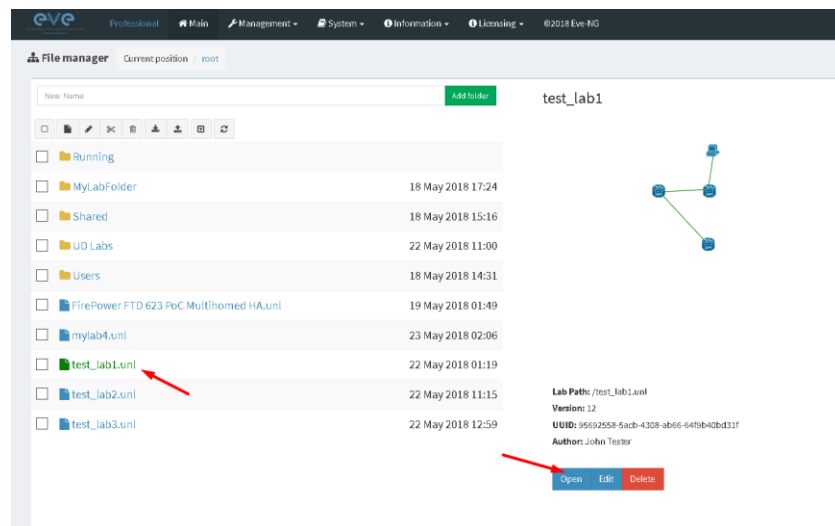 eve Professional Main Management System Information Licensing ©2018 Eve-NG
File manager Current position / root
New Name Add folder
test_lab1
Running
MyLabFolder 18 May 2018 17:24
Shared 18 May 2018 15:16
UD Labs 22 May 2018 11:00
Users 18 May 2018 14:31
FirePower FTD 623 PoC Multihomed HA.unl 19 May 2018 01:49
mylab4.unl 23 May 2018 02:06
test_lab1.unl 22 May 2018 01:19
test_lab2.unl 22 May 2018 11:15
test_lab3.unl 22 May 2018 12:59
Lab Path: /test_lab1.unl
Version: 12
UUID: 95692558-5acb-4308-ab66-64f9b40bd31f
Author: John Tester
Open Edit Delete